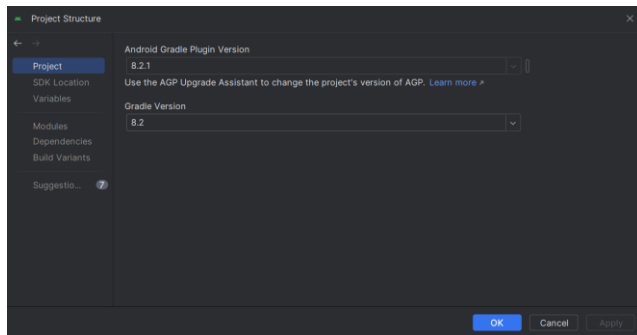 Project Structure
Project
SDK Location
Variables
Modules
Dependencies
Build Variants
Suggestio... 7
Android Gradle Plugin Version
8.2.1
Use the AGP Upgrade Assistant to change the project's version of AGP. Learn more ↗
Gradle Version
8.2
OK Cancel Apply